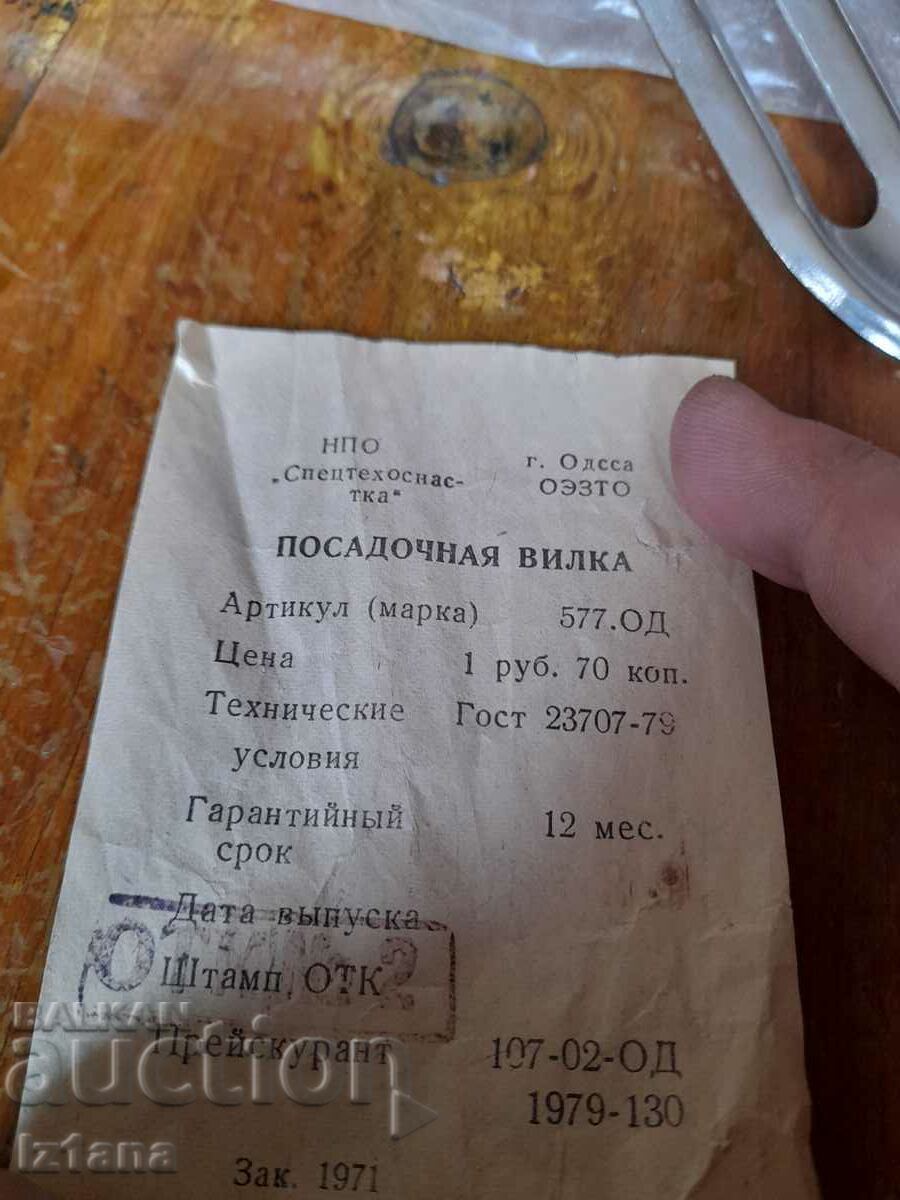 НПО
„Спецтехоснас-
тка"
г. Одсса
ОЭЗТО
ПОСАДОЧНАЯ ВИЛКА
Артикул (марка) 577.ОД
Цена 1 руб. 70 коп.
Технические условия Гост 23707-79
Гарантийный срок 12 мес.
Дата выпуска
Штамп ОТК
Прейскурант 107-02-ОД
1979-130
Зак. 1971
BALKAN
auction
iz1ana